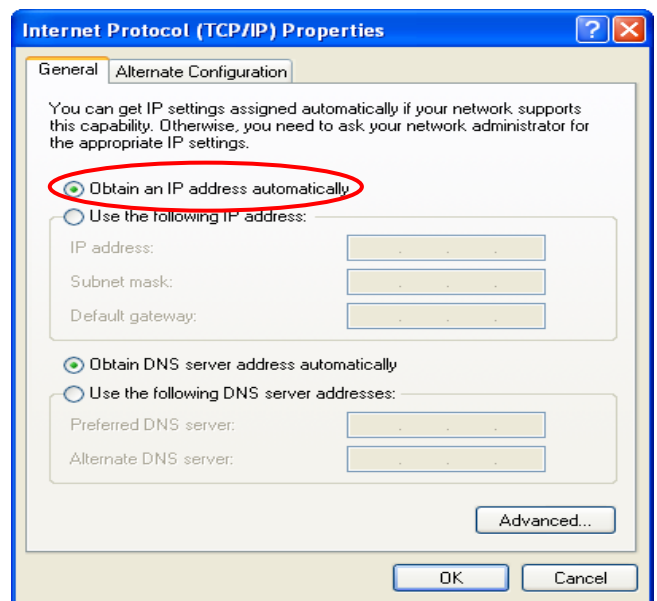 Internet Protocol (TCP/IP) Properties
General
Alternate Configuration
You can get IP settings assigned automatically if your network supports
this capability. Otherwise, you need to ask your network administrator for
the appropriate IP settings.
Obtain an IP address automatically
Use the following IP address:
IP address:
Subnet mask:
Default gateway:
Obtain DNS server address automatically
Use the following DNS server addresses:
Preferred DNS server:
Alternate DNS server:
Advanced...
OK
Cancel